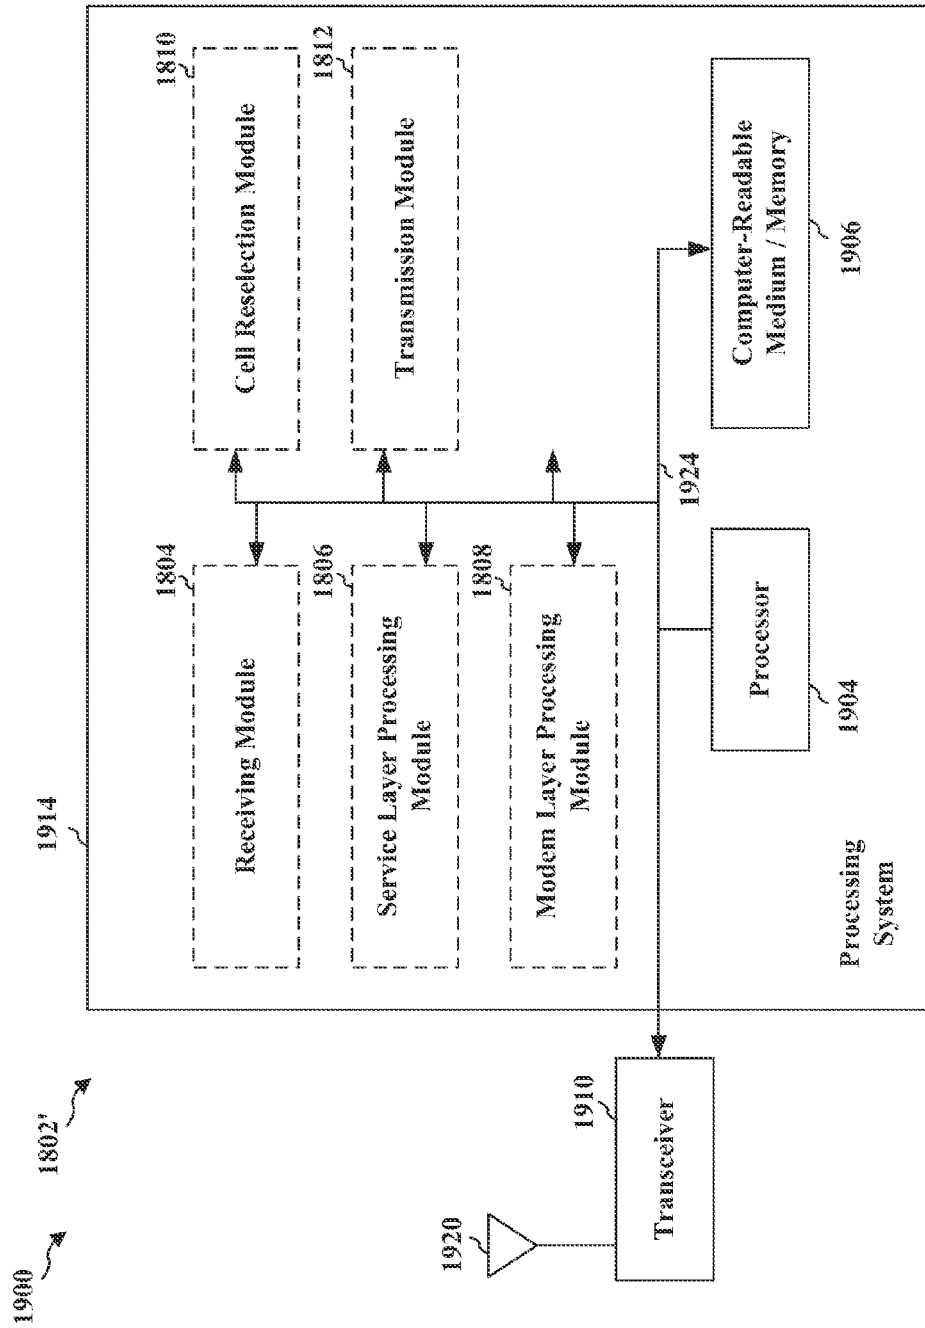 1900
1802'
1914
1920
1910
Transceiver
1804
Receiving Module
1810
Cell Reselection Module
1806
Service Layer Processing
Module
1812
Transmission Module
1808
Modem Layer Processing
Module
1924
Processor
1904
Computer-Readable
Medium / Memory
1906
Processing
System